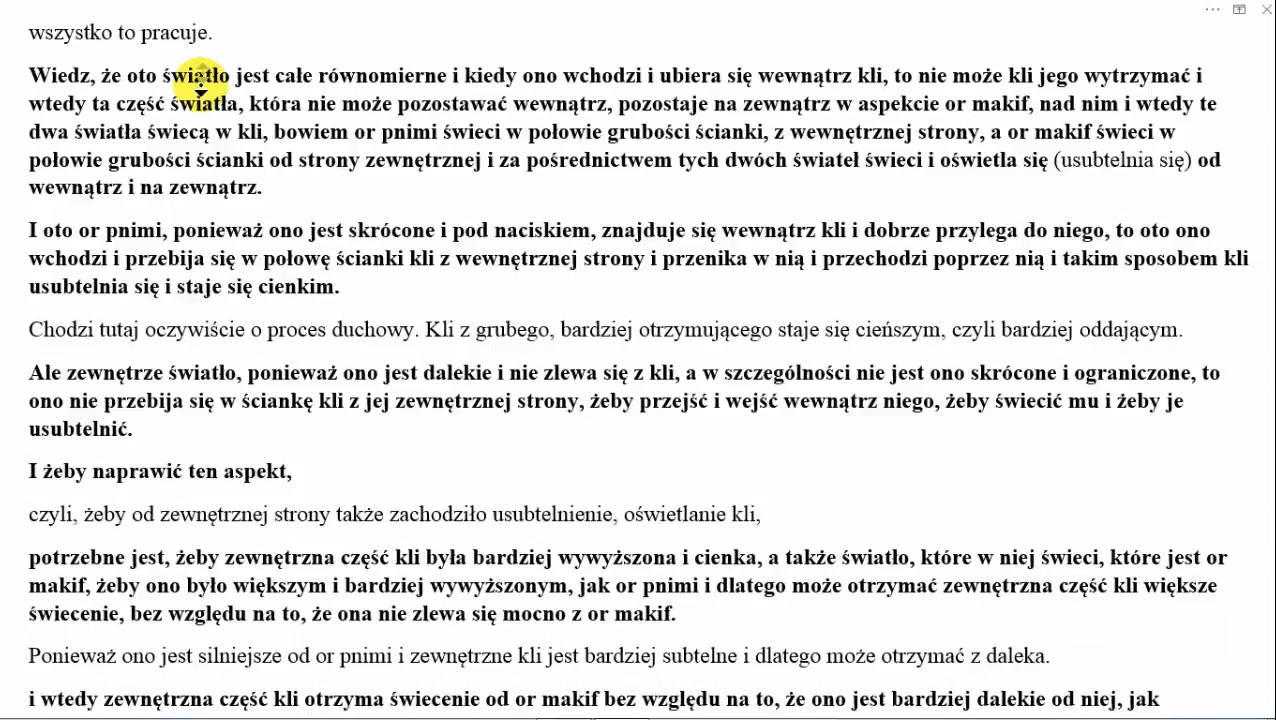 wszystko to pracuje.
Wiedz, że oto światło jest całe równomierne i kiedy ono wchodzi i ubiera się wewnątrz kli, to nie może kli jego wytrzymać i
wtedy ta część światła, która nie może pozostawać wewnątrz, pozostaje na zewnątrz w aspekcie or makif, nad nim i wtedy te
dwa światła świecą w kli, bowiem or pnimi świeci w połowie grubości ścianki, z wewnętrznej strony, a or makif świeci w
połowie grubości ścianki od strony zewnętrznej i za pośrednictwem tych dwóch świateł świeci i oświetla się (usubtelnia się) od
wewnątrz i na zewnątrz.
I oto or pnimi, ponieważ ono jest skrócone i pod naciskiem, znajduje się wewnątrz kli i dobrze przylega do niego, to oto ono
wchodzi i przebija się w połowę ścianki kli z wewnętrznej strony i przenika w nią i przechodzi poprzez nią i takim sposobem kli
usubtelnia się i staje się cienkim.
Chodzi tutaj oczywiście o proces duchowy. Kli z grubego, bardziej otrzymującego staje się cieńszym, czyli bardziej oddającym.
Ale zewnętrze światło, ponieważ ono jest dalekie i nie zlewa się z kli, a w szczególności nie jest ono skrócone i ograniczone, to
ono nie przebija się w ściankę kli z jej zewnętrznej strony, żeby przejść i wejść wewnątrz niego, żeby świecić mu i żeby je
usubtelnić.
I żeby naprawić ten aspekt,
czyli, żeby od zewnętrznej strony także zachodziło usubtelnienie, oświetlanie kli,
potrzebne jest, żeby zewnętrzna część kli była bardziej wywyższona i cienka, a także światło, które w niej świeci, które jest or
makif, żeby ono było większym i bardziej wywyższonym, jak or pnimi i dlatego może otrzymać zewnętrzna część kli większe
świecenie, bez względu na to, że ona nie zlewa się mocno z or makif.
Ponieważ ono jest silniejsze od or pnimi i zewnętrzne kli jest bardziej subtelne i dlatego może otrzymać z daleka.
i wtedy zewnętrzna część kli otrzyma świecenie od or makif bez względu na to, że ono jest bardziej dalekie od niej, jak